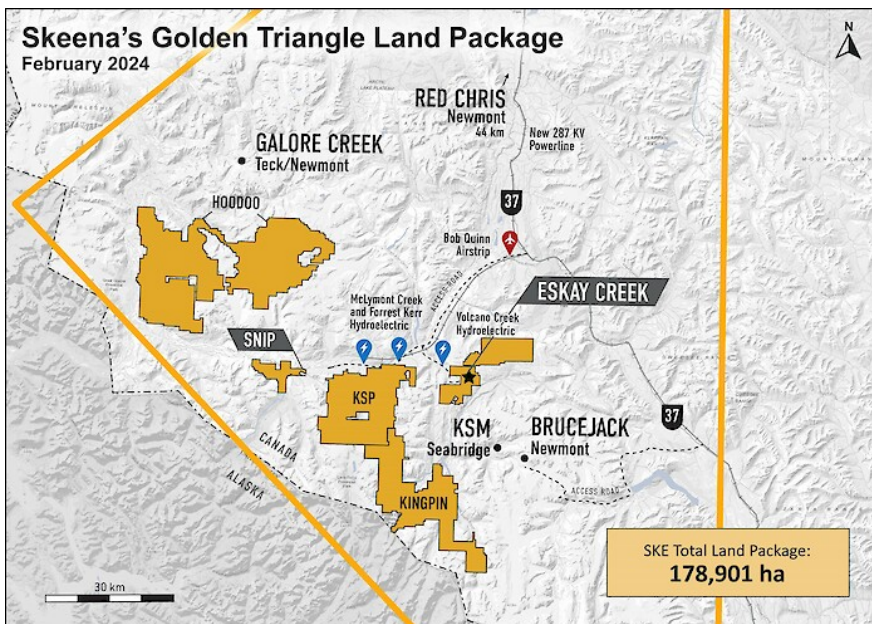 Skeena's Golden Triangle Land Package
February 2024
N
RED CHRIS
Newmont
44 km
New 287 KV
Powerline
GALORE CREEK
Teck/Newmont
37
HOODOO
Bob Quinn
Airstrip
ACCESS ROAD
ESKAY CREEK
McLymont Creek
and Forrest Kerr
Hydroelectric
Volcano Creek
Hydroelectric
SNIP
KSP
KSM
Seabridge
BRUCEJACK
Newmont
37
CANADA
ALASKA
KINGPIN
ACCESS ROAD
SKE Total Land Package:
178,901 ha
30 km